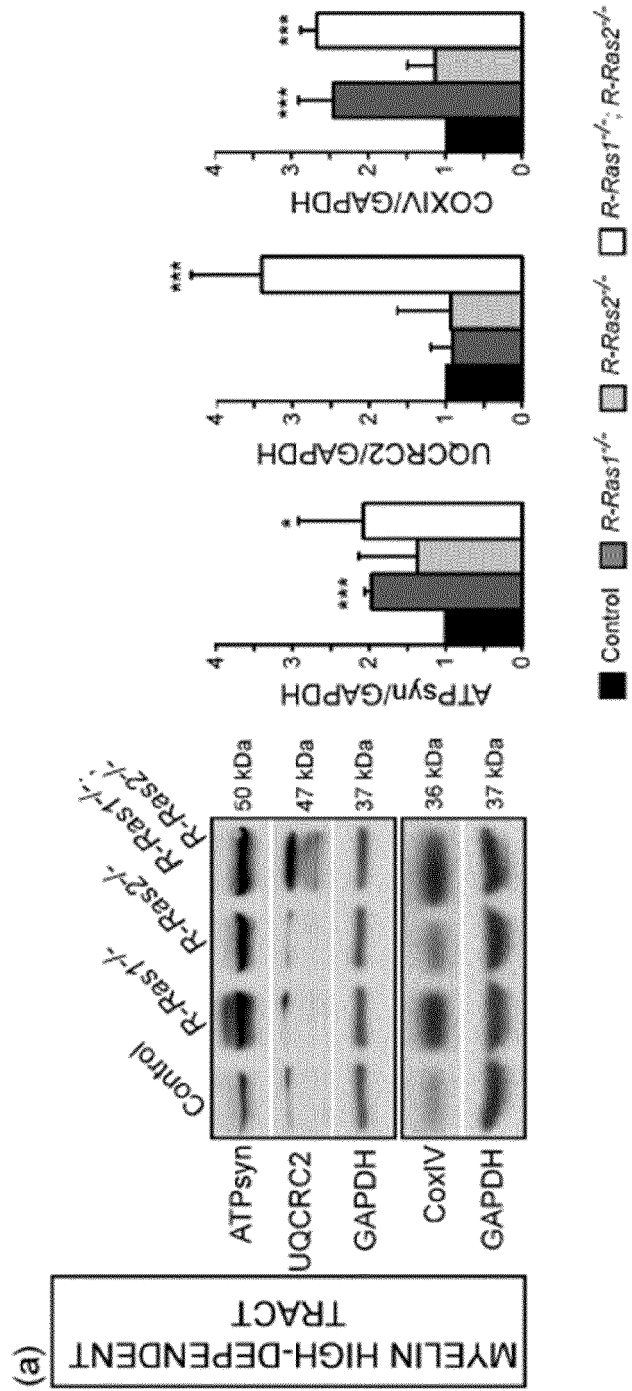 (a)
MYELIN HIGH-DEPENDENT
TRACT
Control
R-Ras1-/-
R-Ras2-/-
R-Ras1-/-;
R-Ras2-/-
ATPsyn
50 kDa
UQCRC2
47 kDa
GAPDH
37 kDa
CoxIV
36 kDa
GAPDH
37 kDa
ATPsyn/GAPDH
4
3
2
1
0
***
*
UQCRC2/GAPDH
4
3
2
1
0
***
COXIV/GAPDH
4
3
2
1
0
***
***
Control
R-Ras1-/-
R-Ras2-/-
R-Ras1-/-; R-Ras2-/-